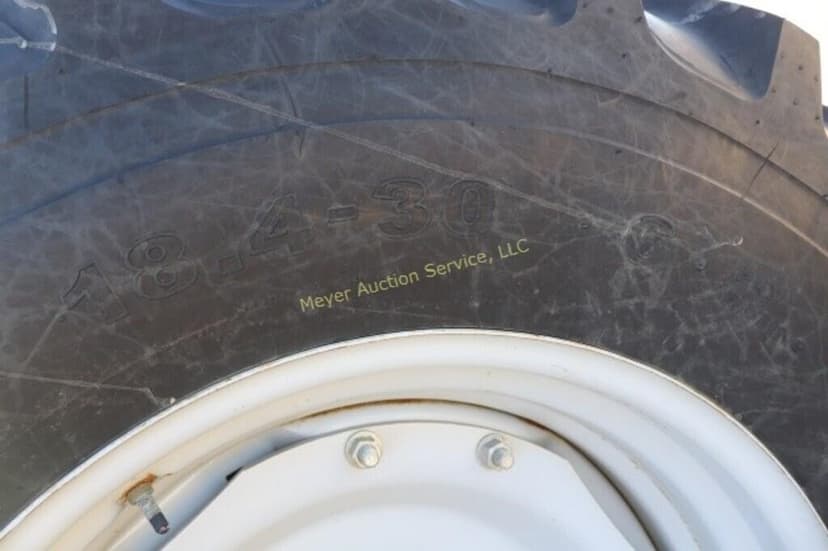 18.4-30
Meyer Auction Service, LLC